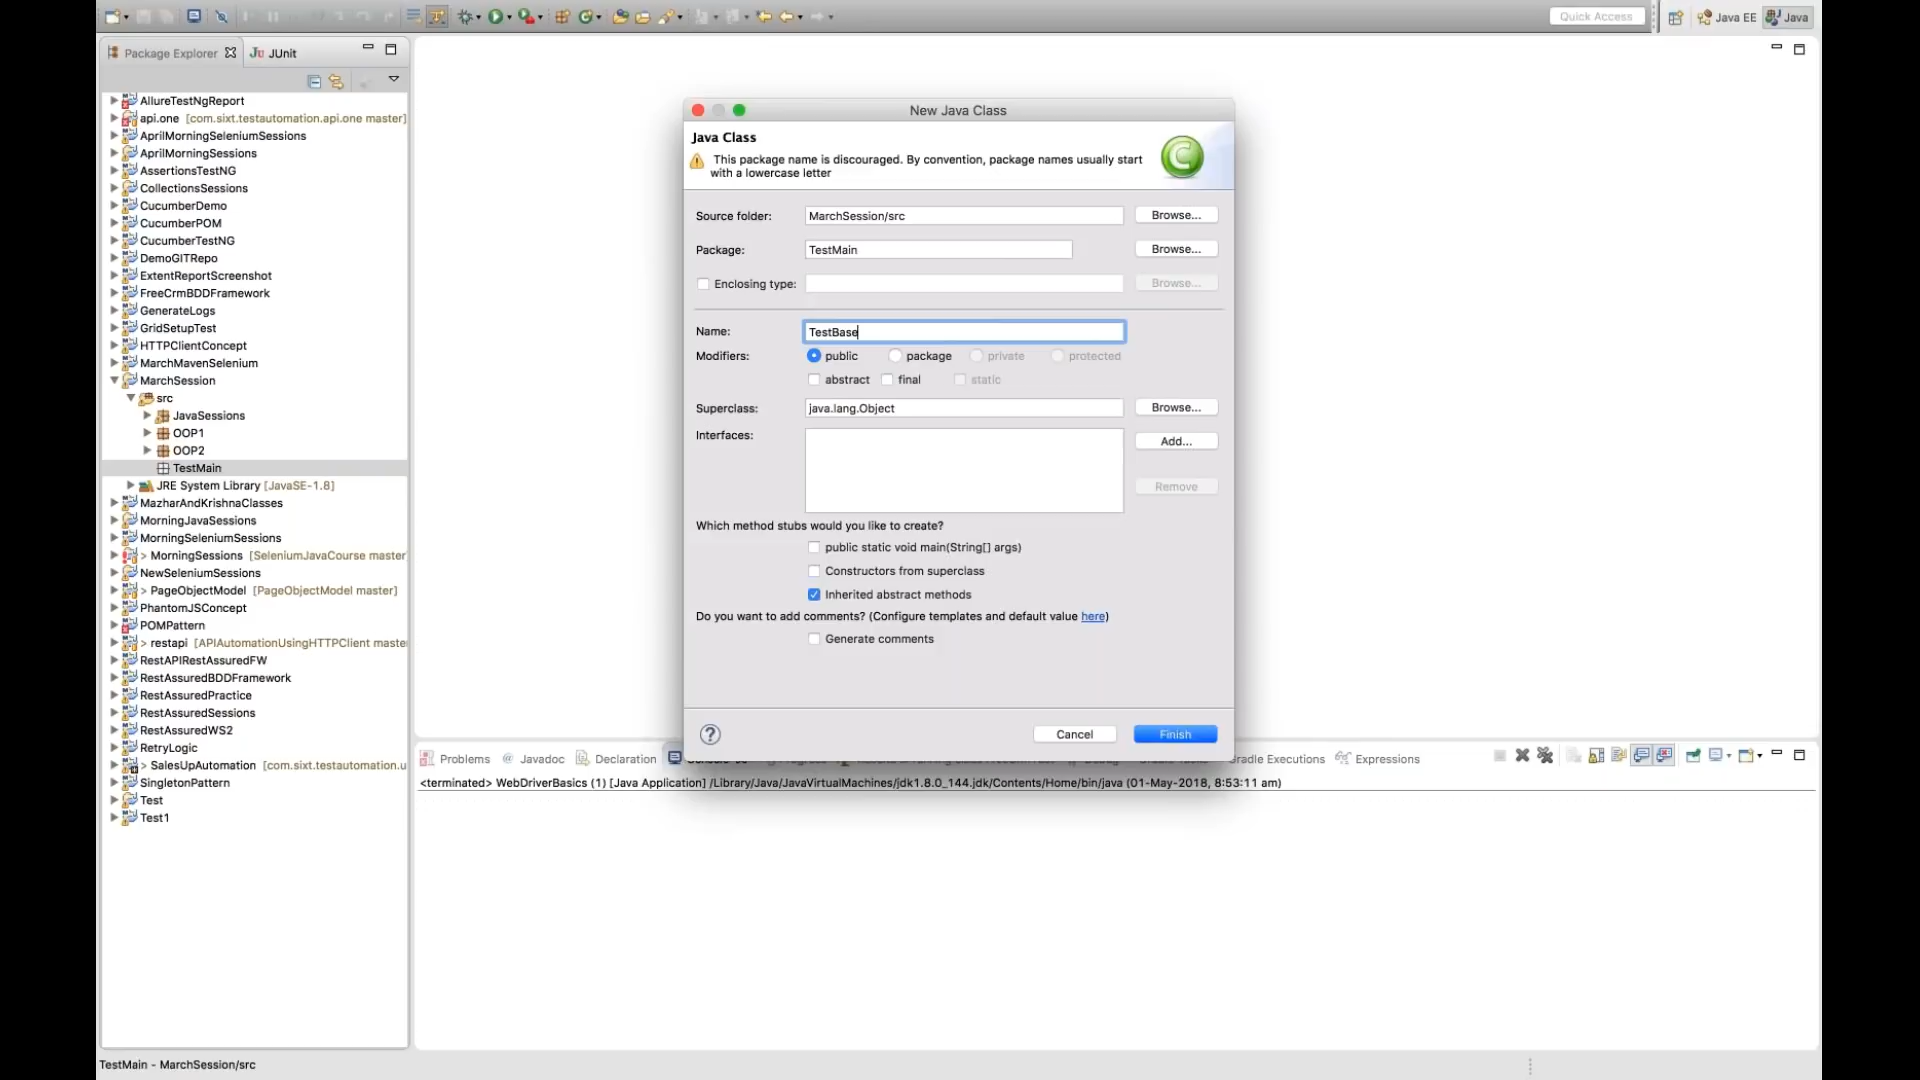 Quick Access
Java EE
Java
Package Explorer
JUnit
AllureTestNgReport
api.one [com.sixt.testautomation.api.one master]
AprilMorningSeleniumSessions
AprilMorningSessions
AssertionsTestNG
CollectionsSessions
CucumberDemo
CucumberPOM
CucumberTestNG
DemoGITRepo
ExtentReportScreenshot
FreeCrmBDDFramework
GenerateLogs
GridSetupTest
HTTPClientConcept
MarchMavenSelenium
MarchSession
src
JavaSessions
OOP1
OOP2
TestMain
JRE System Library [JavaSE-1.8]
MazharAndKrishnaClasses
MorningJavaSessions
MorningSeleniumSessions
> MorningSessions [SeleniumJavaCourse master
NewSeleniumSessions
> PageObjectModel [PageObjectModel master]
PhantomJSConcept
POMPattern
> restapi [APIAutomationUsingHTTPClient maste
RestAPIRestAssuredFW
RestAssuredBDDFramework
RestAssuredPractice
RestAssuredSessions
RestAssuredWS2
RetryLogic
> SalesUpAutomation [com.sixt.testautomation.u
SingletonPattern
Test
Test1
New Java Class
Java Class
This package name is discouraged. By convention, package names usually start
with a lowercase letter
Source folder: MarchSession/src Browse...
Package: TestMain Browse...
Enclosing type: Browse...
Name: TestBase
Modifiers: public package private protected
abstract final static
Superclass: java.lang.Object Browse...
Interfaces: Add...
Remove
Which method stubs would you like to create?
public static void main(String[] args)
Constructors from superclass
Inherited abstract methods
Do you want to add comments? (Configure templates and default value here)
Generate comments
? Cancel Finish
Problems @ Javadoc Declaration
Gradle Executions Expressions
<terminated> WebDriverBasics (1) [Java Application] /Library/Java/JavaVirtualMachines/jdk1.8.0_144.jdk/Contents/Home/bin/java (01-May-2018, 8:53:11 am)
TestMain - MarchSession/src